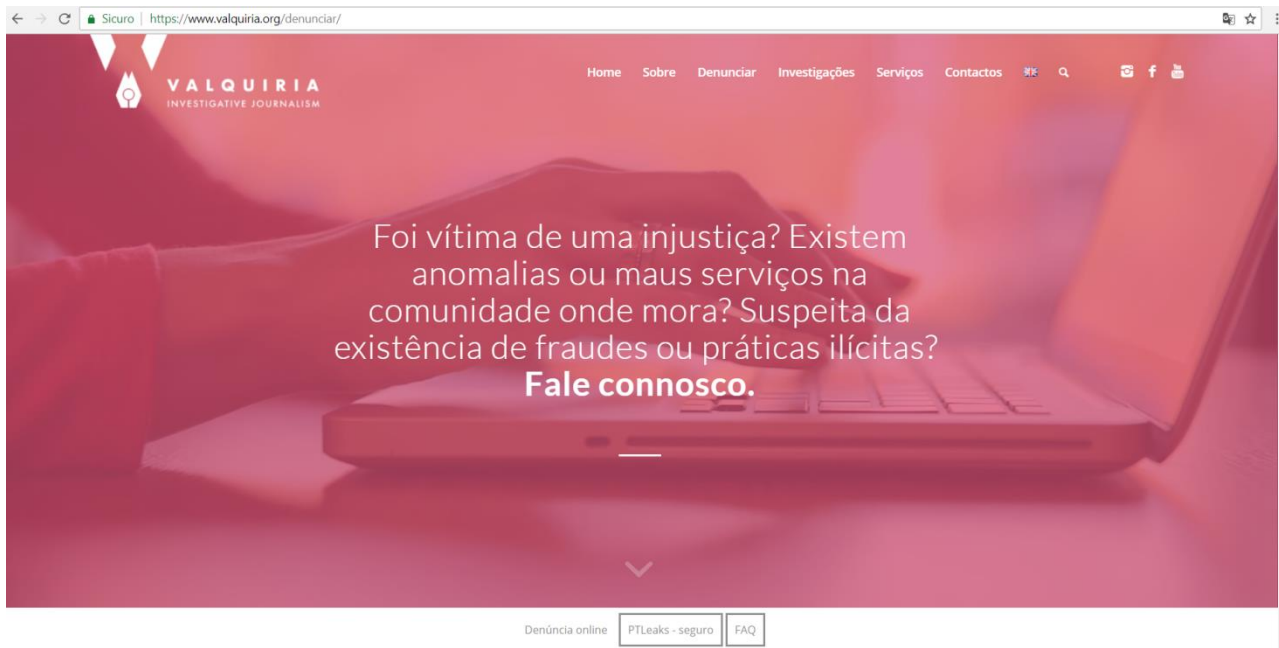 Sicuro | https://www.valquiria.org/denunciar/
VALQUIRIA
INVESTIGATIVE JOURNALISM
Home Sobre Denunciar Investigações Serviços Contactos
Foi vítima de uma injustiça? Existem
anomalias ou maus serviços na
comunidade onde mora? Suspeita da
existência de fraudes ou práticas ilícitas?
Fale connosco.
Denúncia online PTLeaks - seguro FAQ